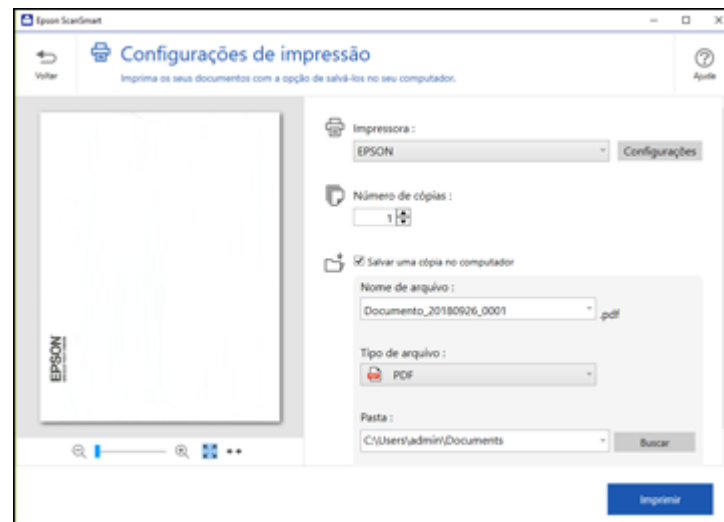 Epson ScanSmart
Voltar
Configurações de impressão
Imprima os seus documentos com a opção de salvá-los no seu computador.
Ajuda
EPSON
Impressora :
EPSON
Configurações
Número de cópias :
1
Salvar uma cópia no computador
Nome de arquivo :
Documento_20180926_0001
.pdf
Tipo de arquivo :
PDF
Pasta :
C:\Users\admin\Documents
Buscar
Imprimir